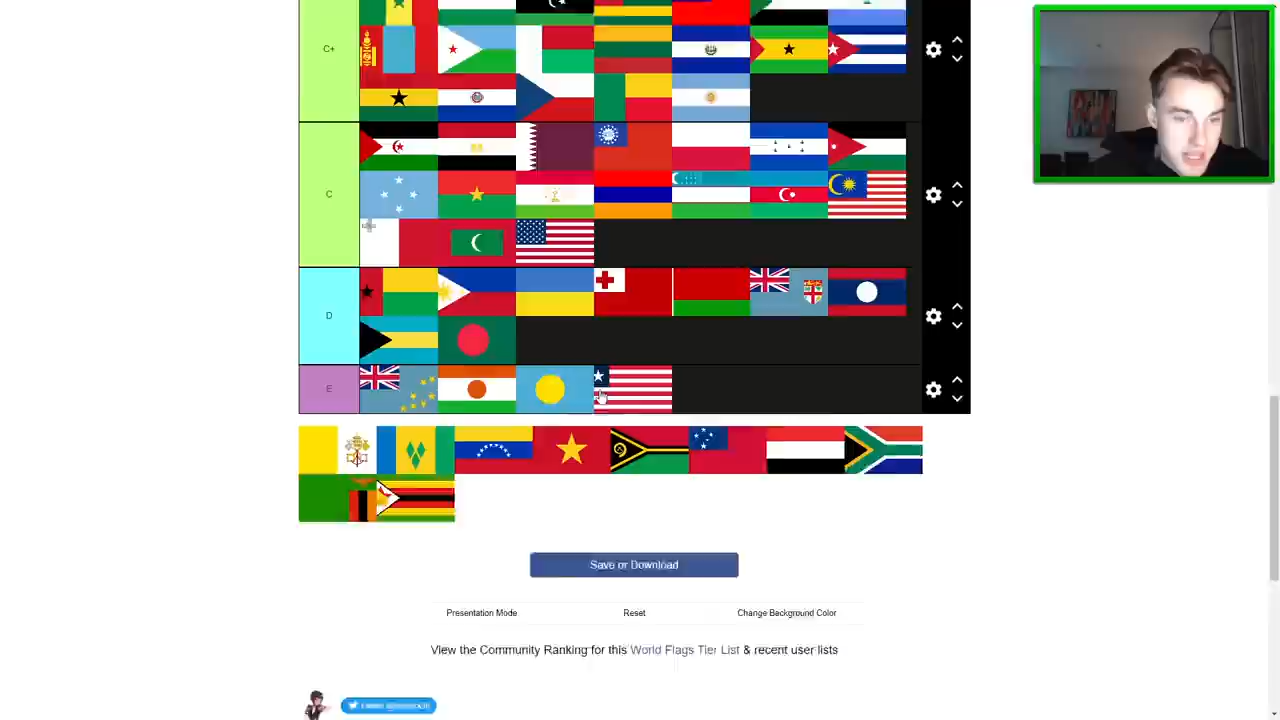 C+
C
D
E
Save or Download
Presentation Mode
Reset
Change Background Color
View the Community Ranking for this World Flags Tier List & recent user lists